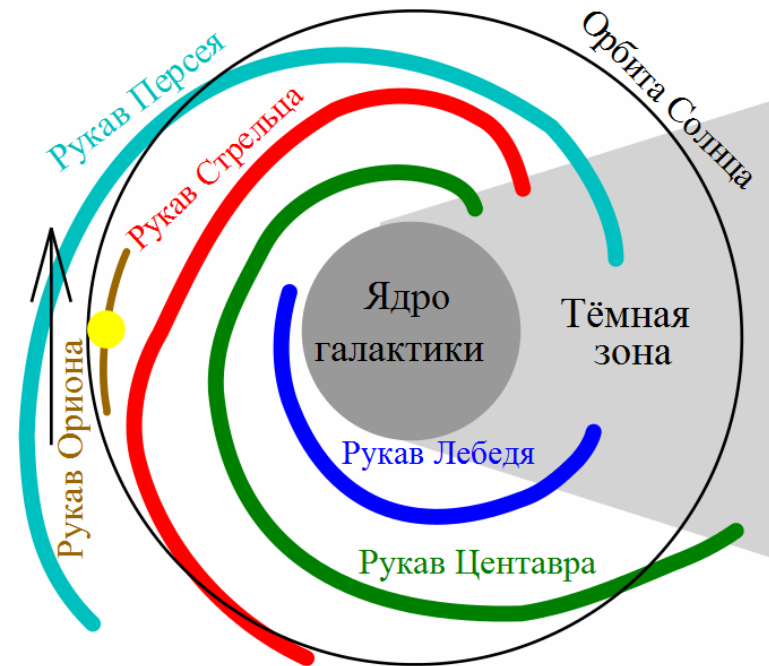 Рукав Персея
Орбита Солнца
Рукав Стрельца
Ядро
галактики
Тёмная
зона
Рукав Ориона
Рукав Лебедя
Рукав Центавра